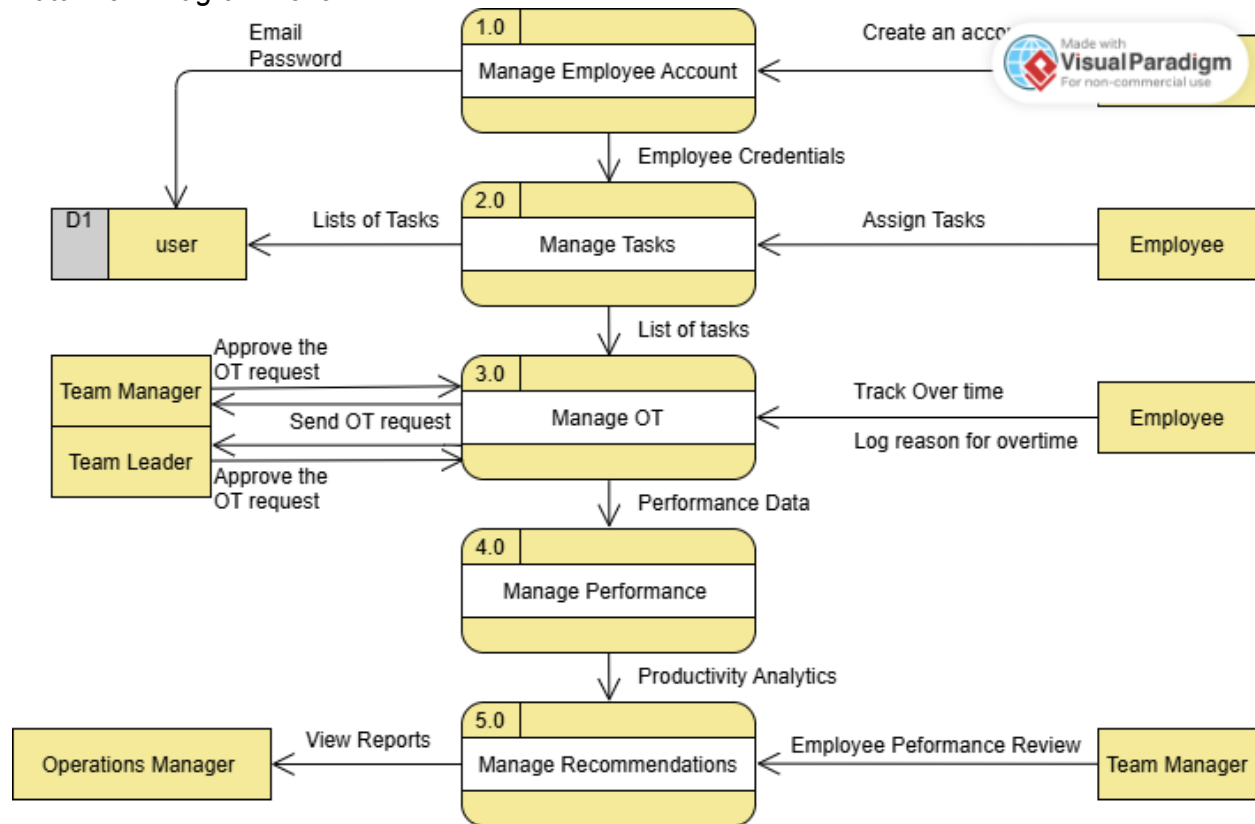 Email
Password
1.0
Manage Employee Account
Create an
Made with
Visual Paradigm
For non-commercial use
Employee Credentials
D1
user
Lists of Tasks
2.0
Manage Tasks
Assign Tasks
Employee
List of tasks
Team Manager
Team Leader
Approve the
OT request
Send OT request
Approve the
OT request
3.0
Manage OT
Track Over time
Log reason for overtime
Employee
Performance Data
4.0
Manage Performance
Productivity Analytics
Operations Manager
View Reports
5.0
Manage Recommendations
Employee Peformance Review
Team Manager